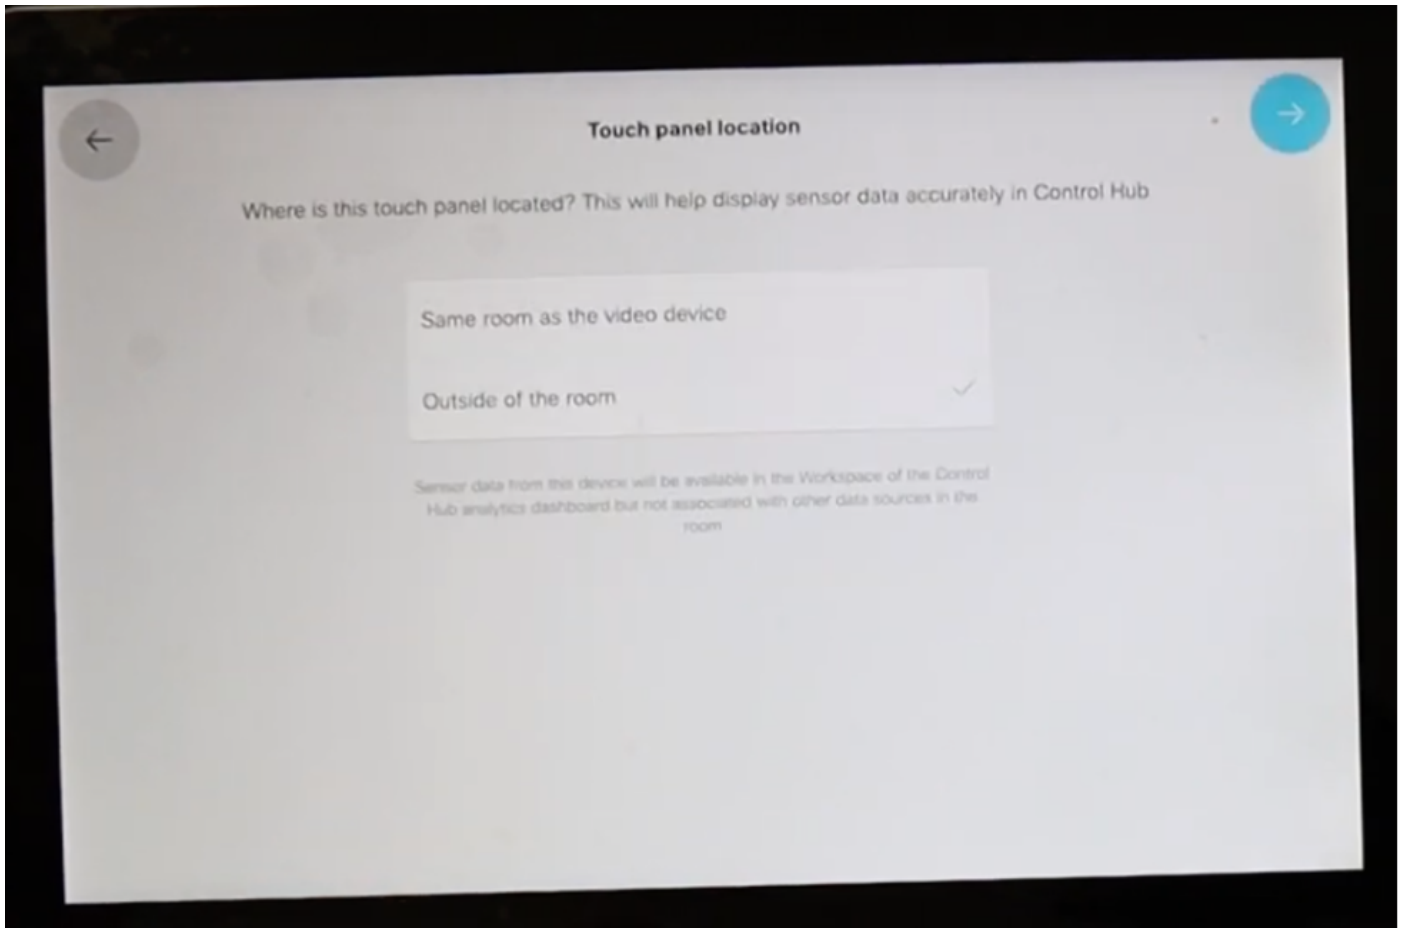 Touch panel location
Where is this touch panel located? This will help display sensor data accurately in Control Hub
Same room as the video device
Outside of the room
Sensor data from this device will be available in the Workspace of the Control
Hub analytics dashboard but not associated with other data sources in the
room